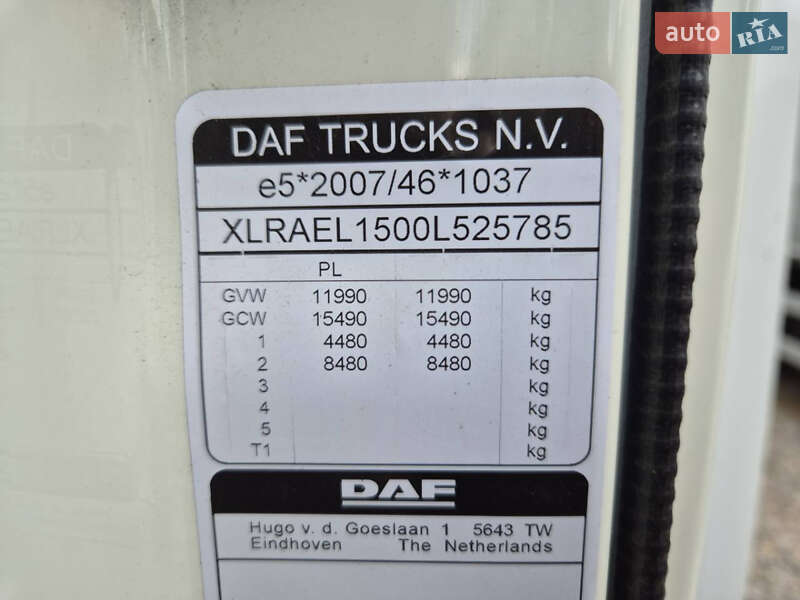 auto RIA.com
DAF TRUCKS N.V.
e5*2007/46*1037
XLRAEL1500L525785
PL
GVW 11990 11990 kg
GCW 15490 15490 kg
1 4480 4480 kg
2 8480 8480 kg
3 kg
4 kg
5 kg
T1 kg
DAF
Hugo v. d. Goeslaan 1 5643 TW
Eindhoven The Netherlands